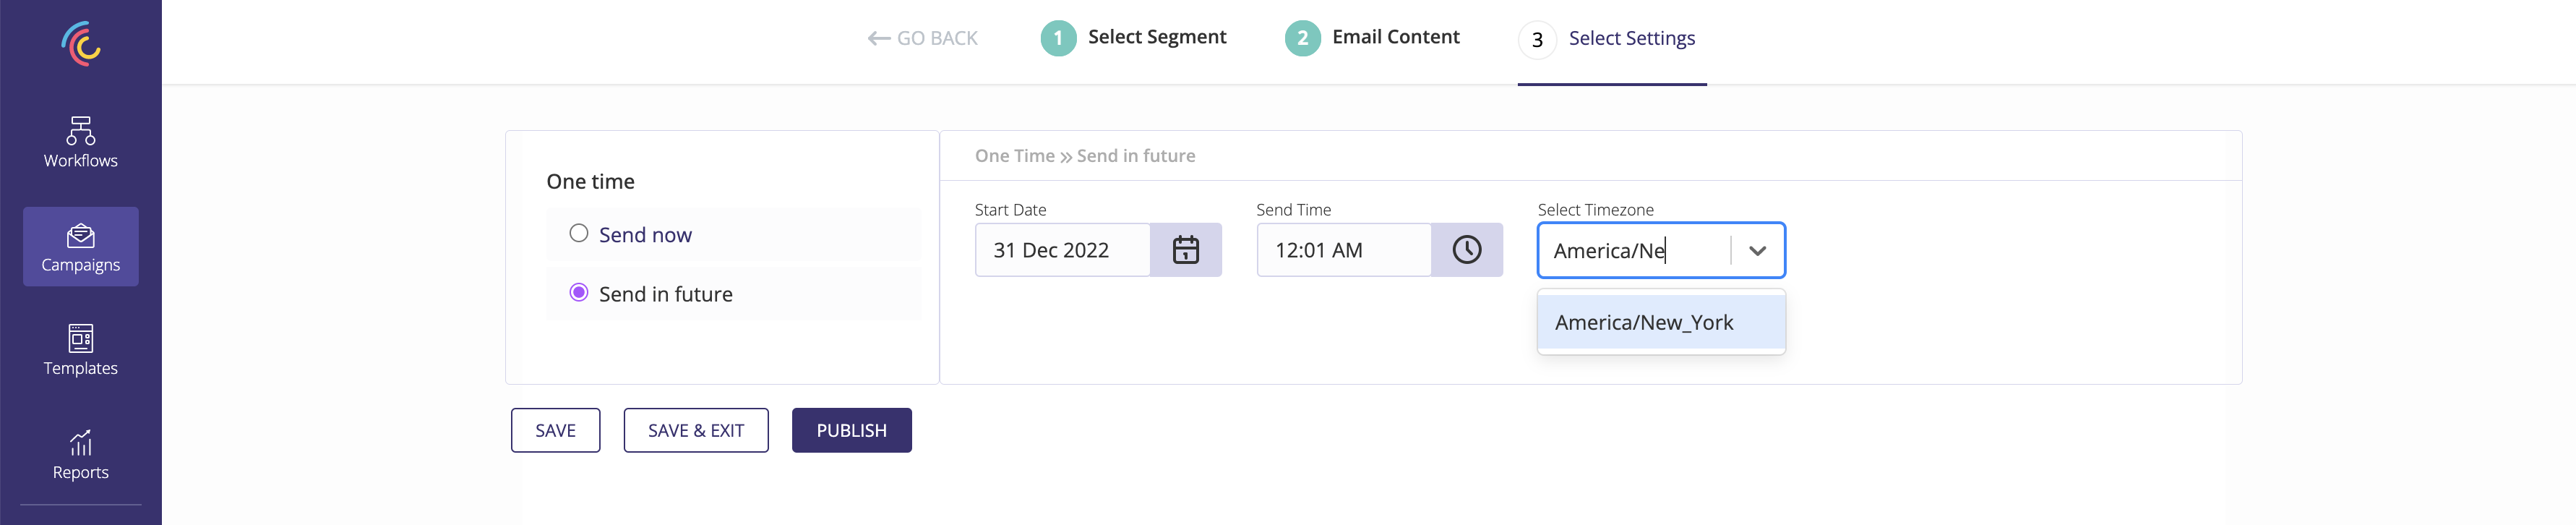 GO BACK
1 Select Segment
2 Email Content
3 Select Settings
Workflows
Campaigns
Templates
Reports
One time
Send now
Send in future
One Time » Send in future
Start Date
31 Dec 2022
Send Time
12:01 AM
Select Timezone
America/Ne
America/New_York
SAVE
SAVE & EXIT
PUBLISH